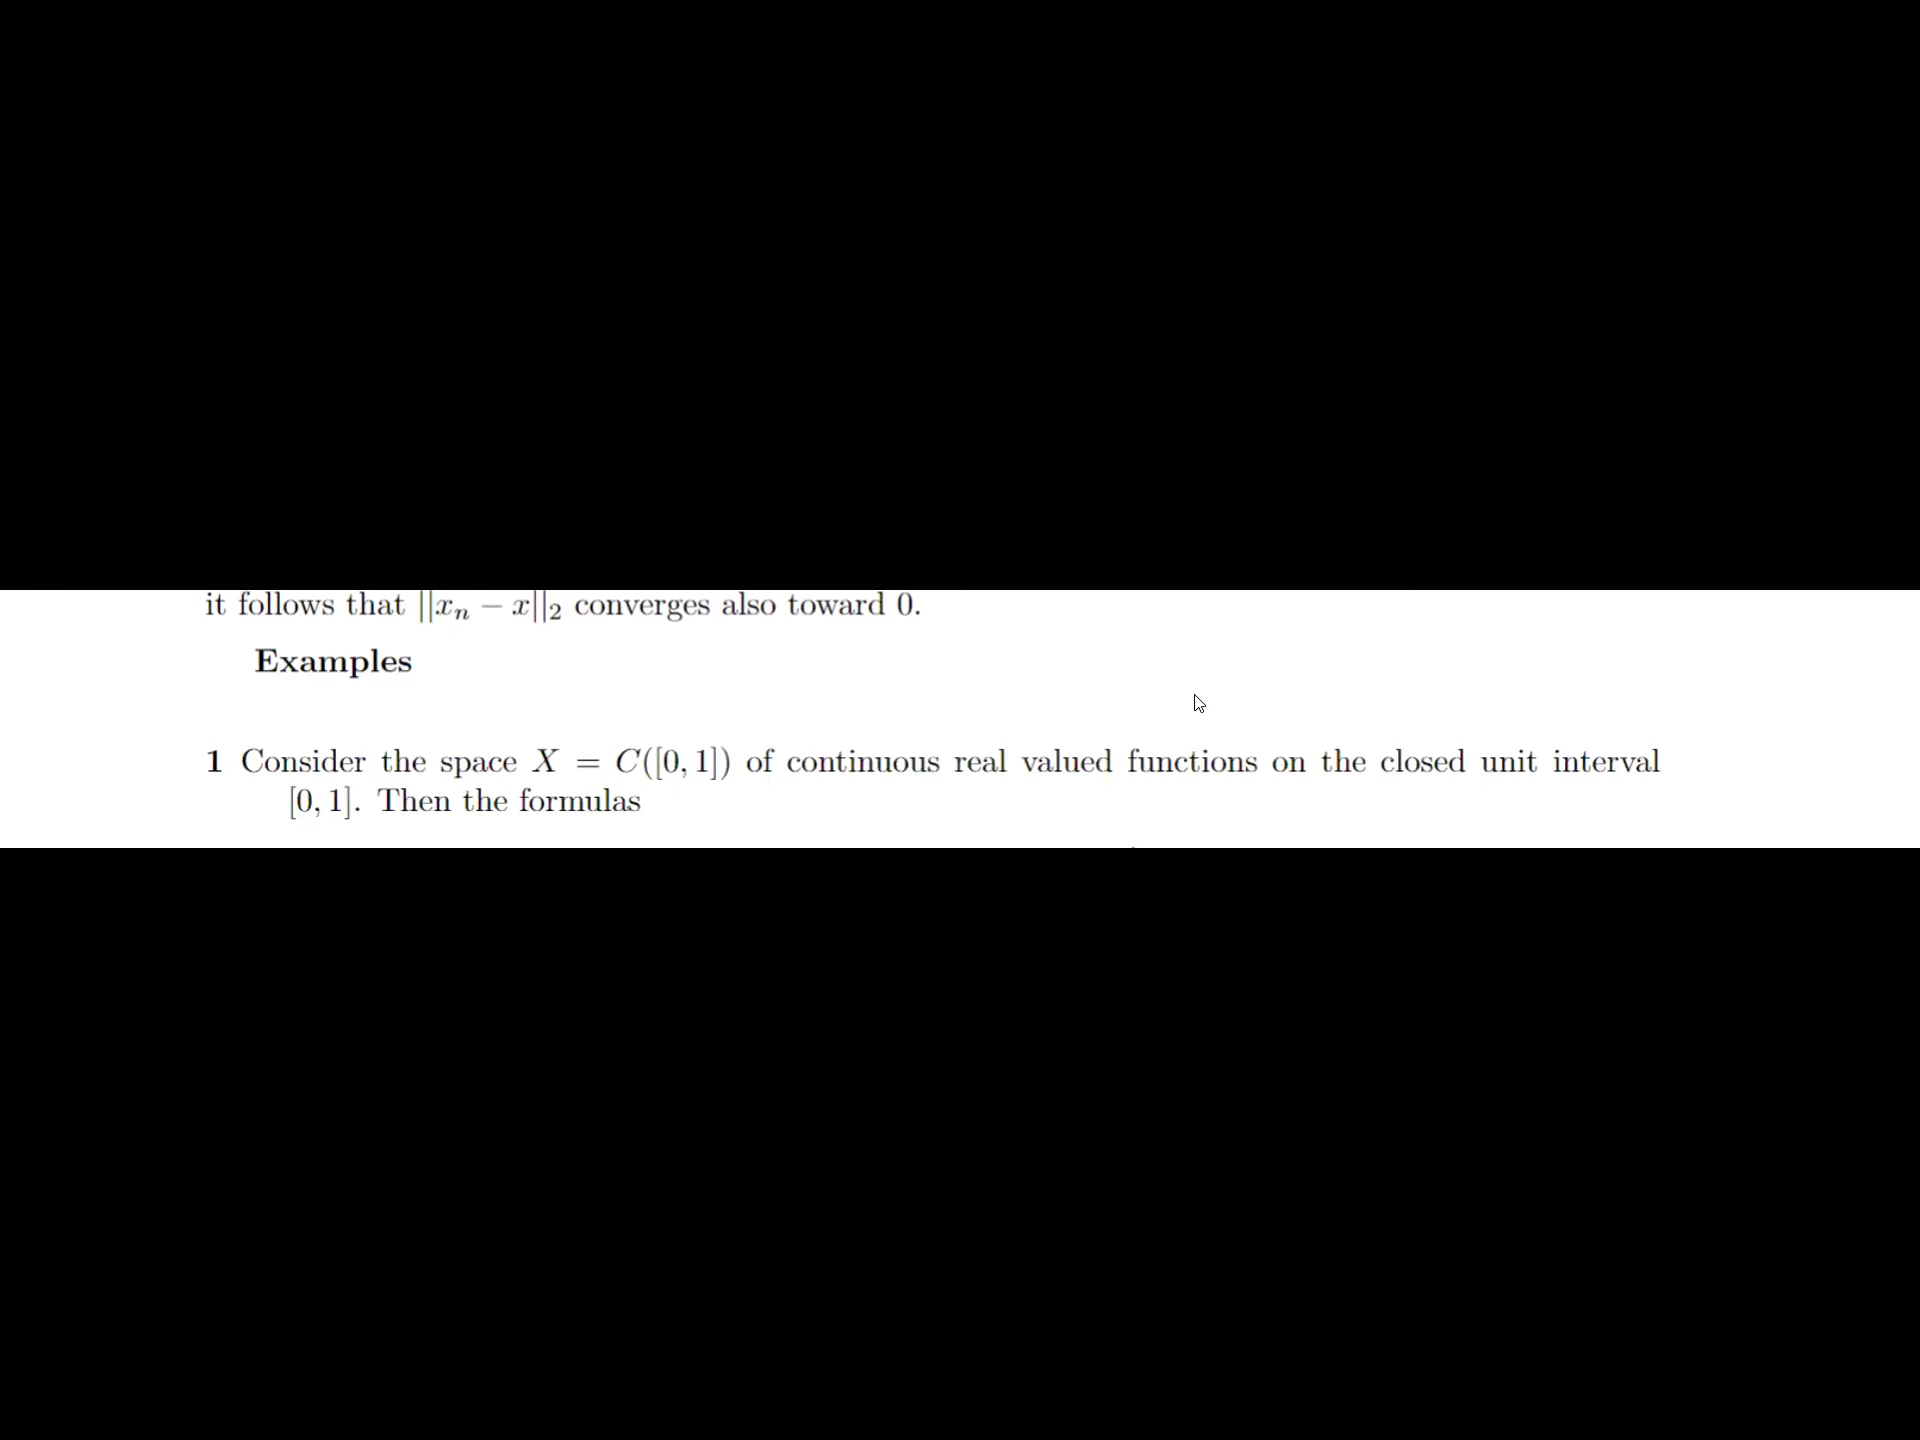 it follows that ||xₙ − x||₂ converges also toward 0.
Examples
1 Consider the space X = C([0, 1]) of continuous real valued functions on the closed unit interval
[0, 1]. Then the formulas